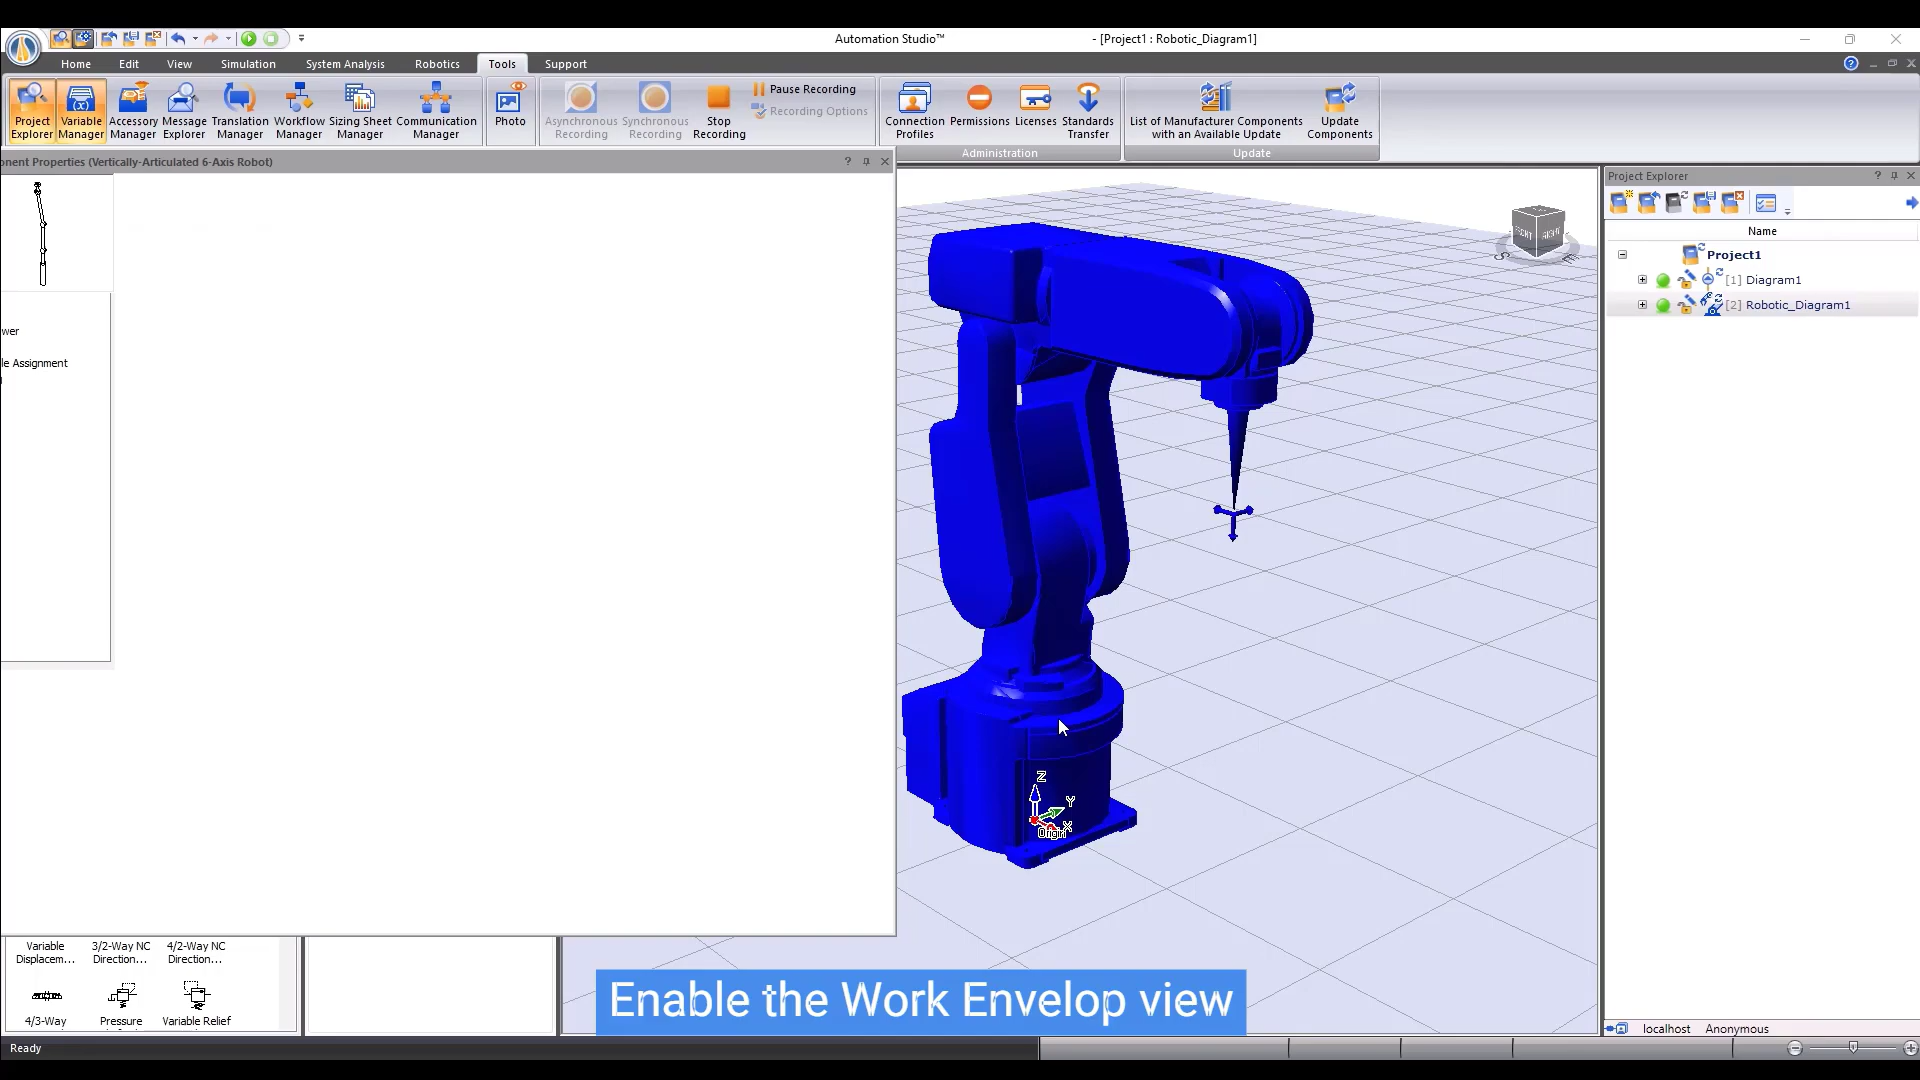 Automation Studio™ - [Project1 : Robotic_Diagram1]
Home Edit View Simulation System Analysis Robotics Tools Support
Project Explorer
Variable Manager
Accessory Manager
Message Explorer
Translation Manager
Workflow Manager
Sizing Sheet Manager
Communication Manager
Photo
Asynchronous Recording
Synchronous Recording
Stop Recording
Pause Recording
Recording Options
Connection Profiles
Permissions
Licenses
Standards Transfer
Administration
List of Manufacturer Components with an Available Update
Update Components
Update
onent Properties (Vertically-Articulated 6-Axis Robot)
wer
le Assignment
Z
Y
X
Origin
FRONT RIGHT
S E
Project Explorer
Name
Project1
[1] Diagram1
[2] Robotic_Diagram1
Variable Displacem...
3/2-Way NC Direction...
4/2-Way NC Direction...
4/3-Way
Pressure
Variable Relief
Enable the Work Envelop view
localhost Anonymous
Ready